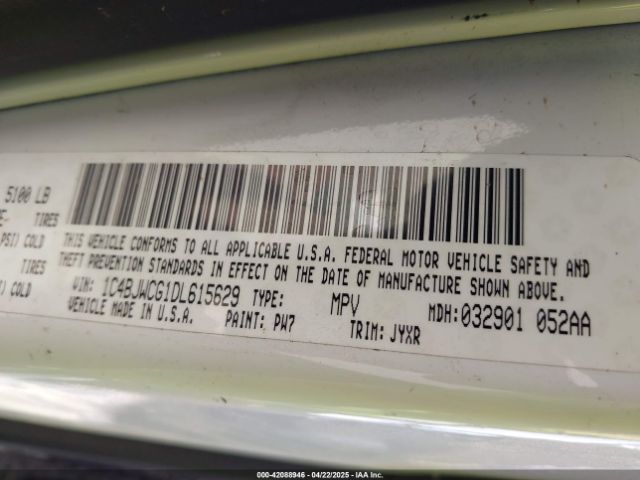 5100 LB
E- TIRES
PSI) COLD
TIRES
SI) COLD
THIS VEHICLE CONFORMS TO ALL APPLICABLE U.S.A. FEDERAL MOTOR VEHICLE SAFETY AND
THEFT PREVENTION STANDARDS IN EFFECT ON THE DATE OF MANUFACTURE SHOWN ABOVE.
VIN: 1C4BJWCG1DL615629 TYPE: MPV MDH:032901 052AA
VEHICLE MADE IN U.S.A. PAINT: PW7 TRIM: JYXR
000-42088946 - 04/22/2025 - IAA Inc.